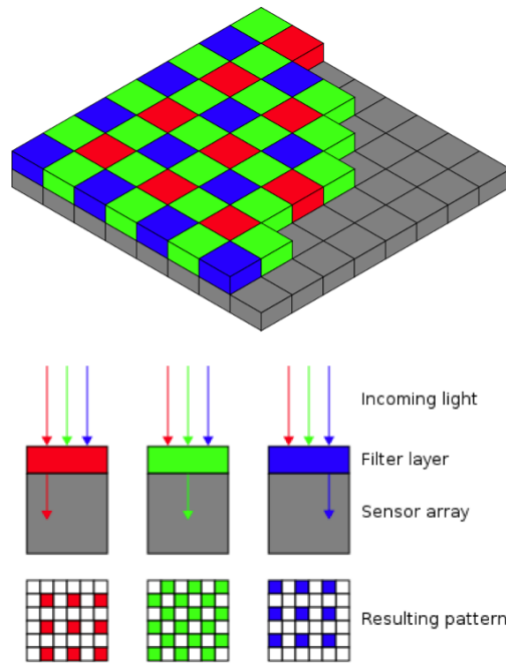 Incoming light
Filter layer
Sensor array
Resulting pattern